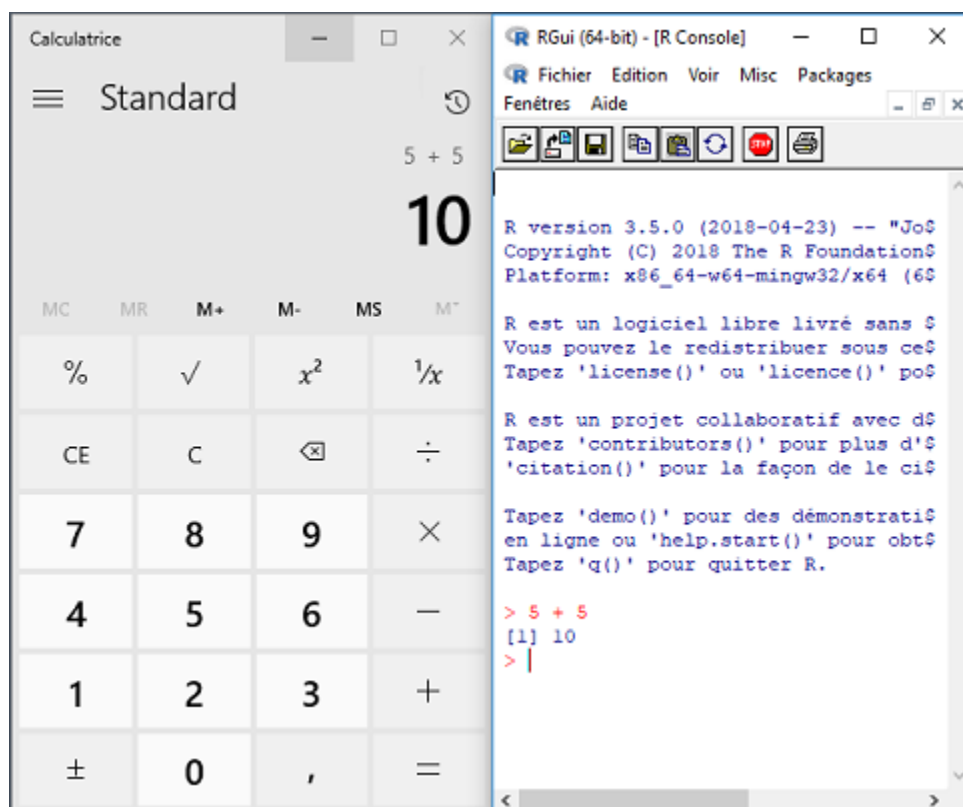 Calculatrice
Standard
5 + 5
10
MC MR M+ M- MS M˅
% √ x² ¹/x
CE C ÷
7 8 9 ×
4 5 6 −
1 2 3 +
± 0 , =
RGui (64-bit) - [R Console]
Fichier Edition Voir Misc Packages
Fenêtres Aide
STOP
R version 3.5.0 (2018-04-23) -- "Jo$
Copyright (C) 2018 The R Foundation$
Platform: x86_64-w64-mingw32/x64 (6$
R est un logiciel libre livré sans $
Vous pouvez le redistribuer sous ce$
Tapez 'license()' ou 'licence()' po$
R est un projet collaboratif avec d$
Tapez 'contributors()' pour plus d'$
'citation()' pour la façon de le ci$
Tapez 'demo()' pour des démonstrati$
en ligne ou 'help.start()' pour obt$
Tapez 'q()' pour quitter R.
> 5 + 5
[1] 10
>